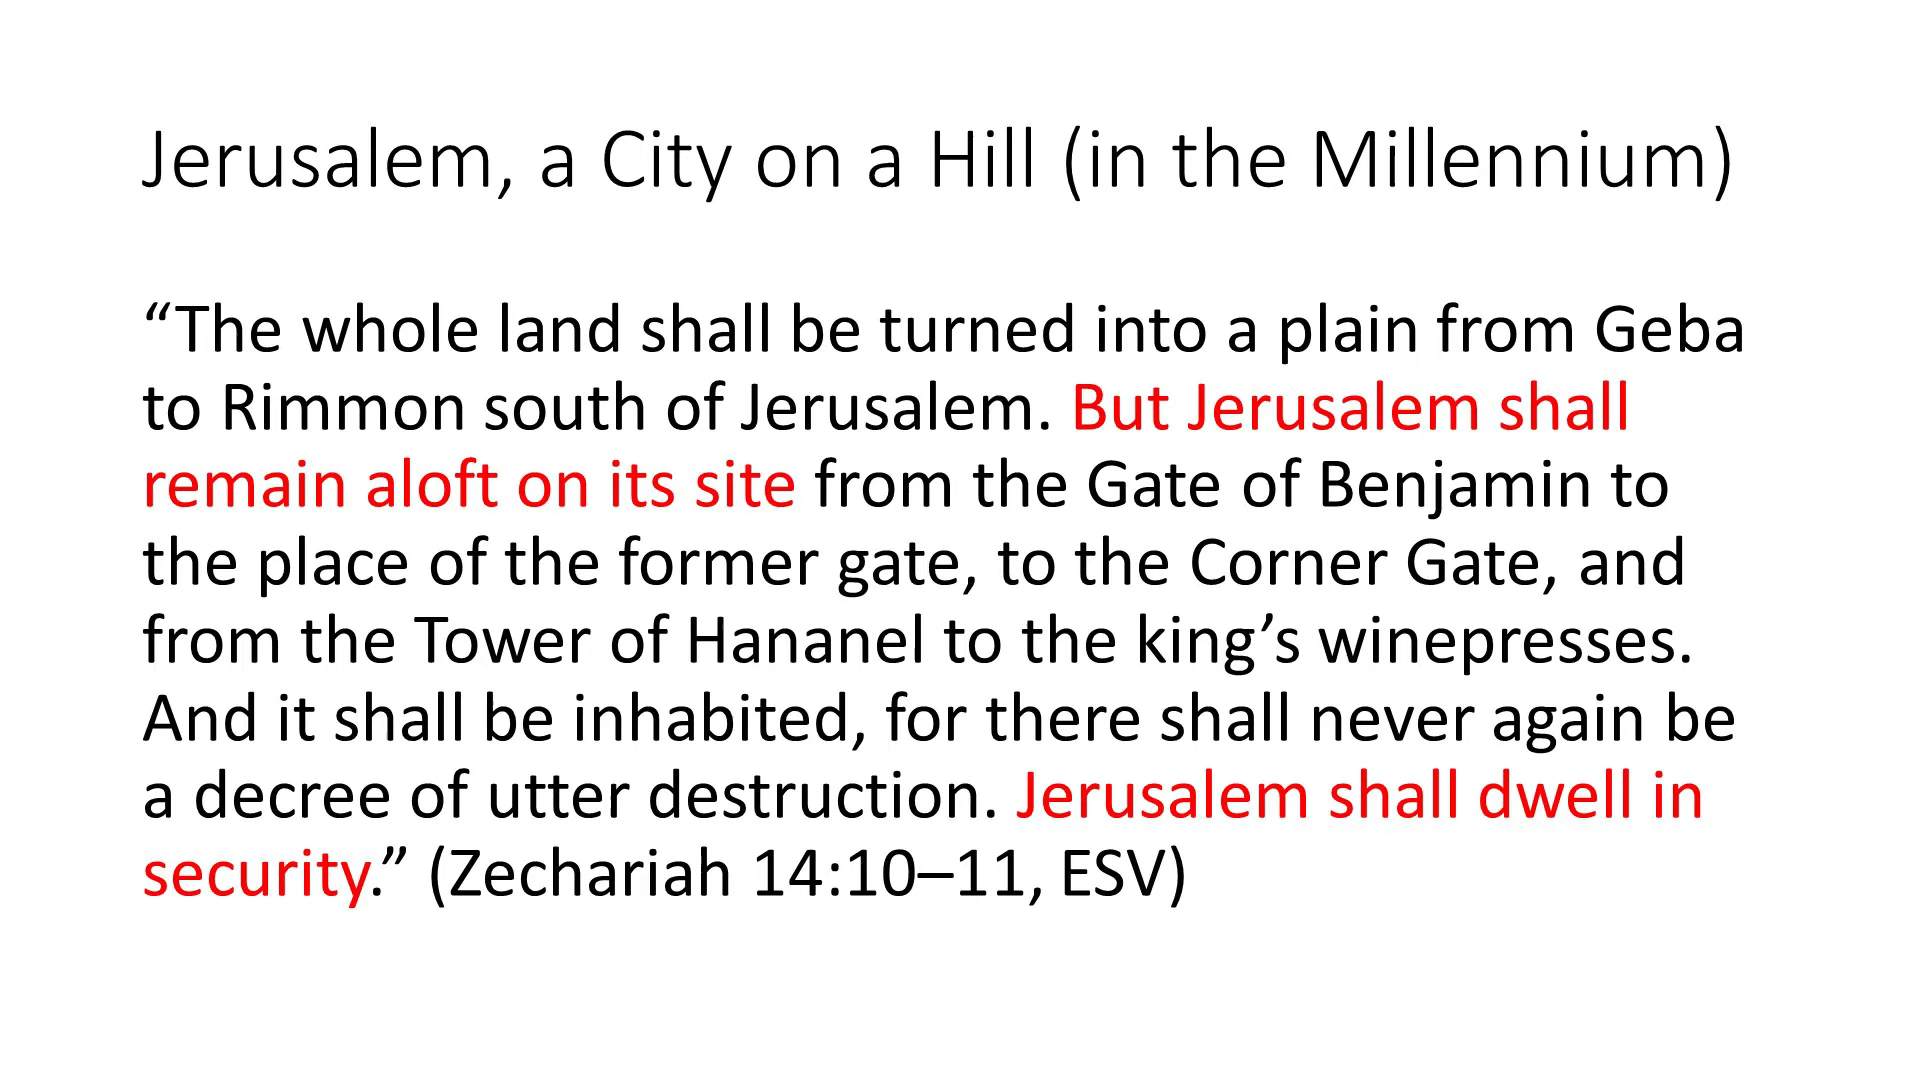 Jerusalem, a City on a Hill (in the Millennium)
“The whole land shall be turned into a plain from Geba
to Rimmon south of Jerusalem. But Jerusalem shall
remain aloft on its site from the Gate of Benjamin to
the place of the former gate, to the Corner Gate, and
from the Tower of Hananel to the king’s winepresses.
And it shall be inhabited, for there shall never again be
a decree of utter destruction. Jerusalem shall dwell in
security.” (Zechariah 14:10–11, ESV)